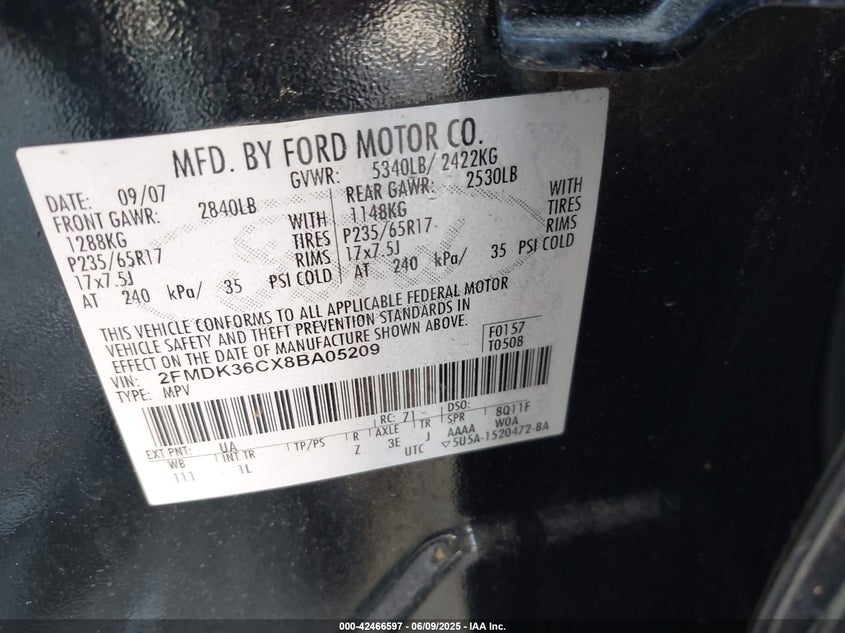 MFD. BY FORD MOTOR CO.
DATE: 09/07 GVWR: 5340LB/ 2422KG
FRONT GAWR: 2840LB REAR GAWR: 2530LB
1288KG WITH 1148KG WITH
P235/65R17 TIRES P235/65R17 TIRES
17x7.5J RIMS 17x7.5J RIMS
AT 240 kPa/ 35 PSI COLD AT 240 kPa/ 35 PSI COLD
THIS VEHICLE CONFORMS TO ALL APPLICABLE FEDERAL MOTOR
VEHICLE SAFETY AND THEFT PREVENTION STANDARDS IN
EFFECT ON THE DATE OF MANUFACTURE SHOWN ABOVE.
VIN: 2FMDK36CX8BA05209 F0157
TYPE: MPV T0508
EXT PNT: UA RC: 71 DSO: 8Q11F
WB INT TR TP/PS R AXLE TR SPR W0A
111 1L Z 3E J AAAA
UTC ▽5U5A-1520472-BA
000-42466597 - 06/09/2025 - IAA Inc.